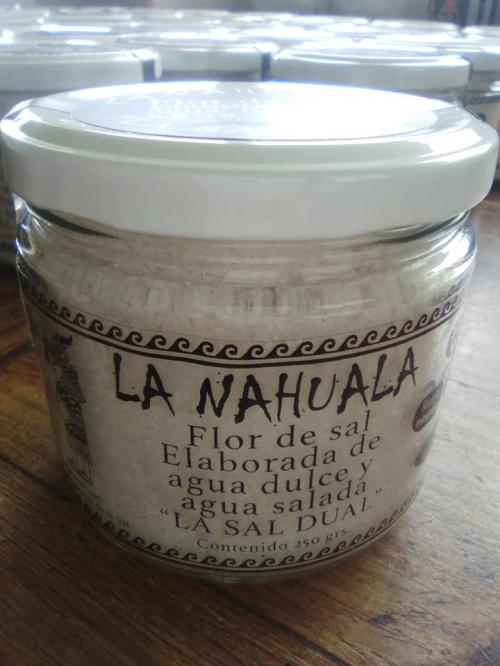 LA NAHUALA
Flor de sal
Elaborada de
agua dulce y
agua salada
“LA SAL DUAL”
Contenido 250 grs.